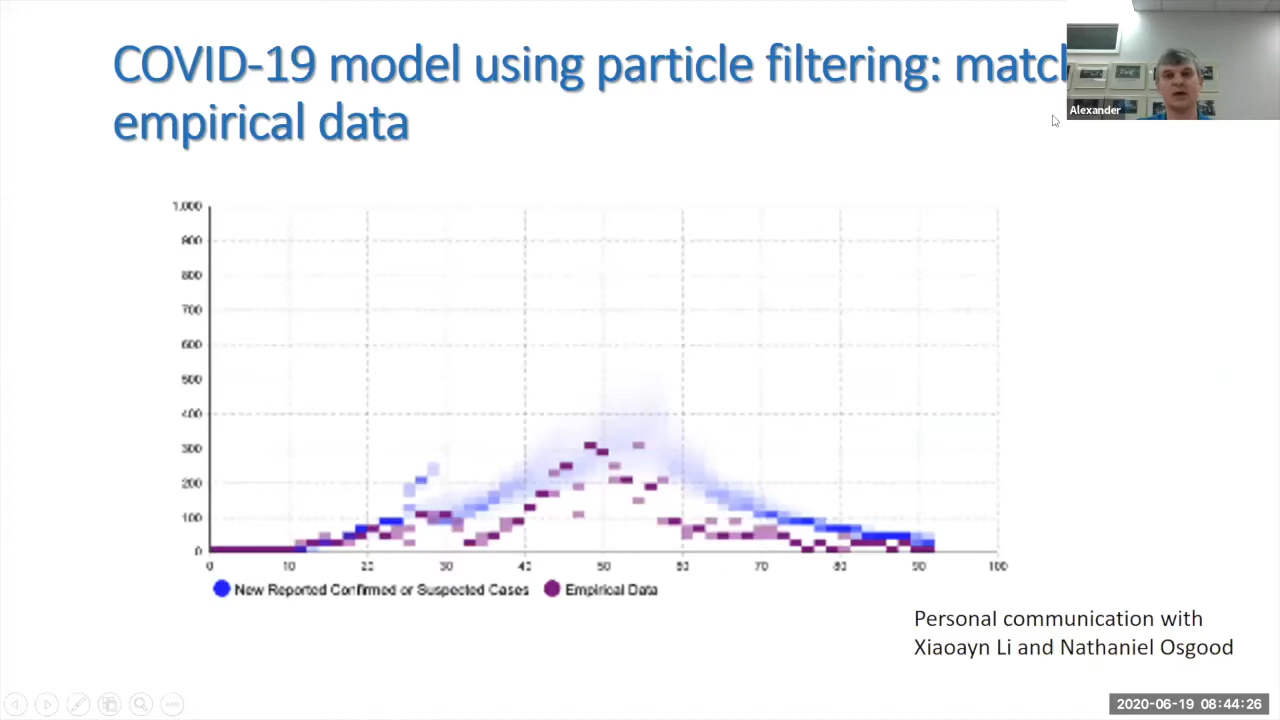 COVID-19 model using particle filtering: matc
empirical data
Alexander
1,000
900
800
700
600
500
400
300
200
100
0
0 10 20 30 40 50 60 70 80 90 100
New Reported Confirmed or Suspected Cases Empirical Data
Personal communication with
Xiaoayn Li and Nathaniel Osgood
2020-06-19 08:44:26